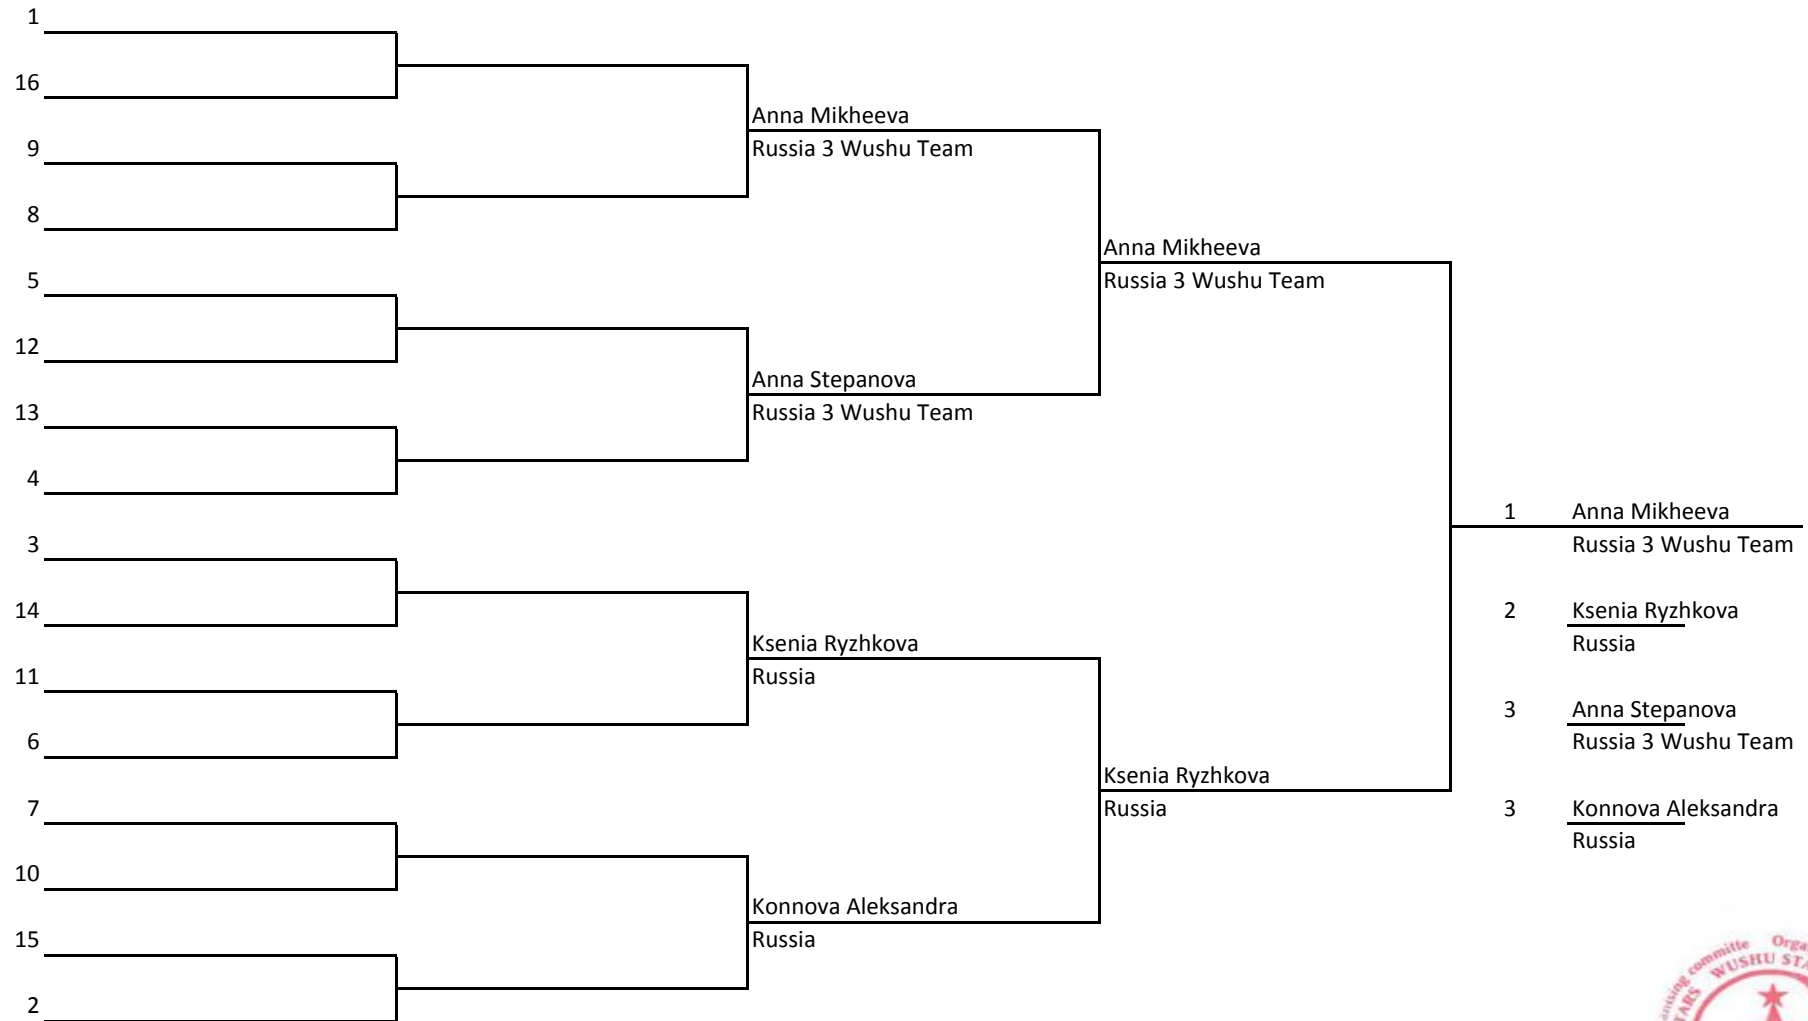 1
16
Anna Mikheeva
9
Russia 3 Wushu Team
8
Anna Mikheeva
5
Russia 3 Wushu Team
12
Anna Stepanova
13
Russia 3 Wushu Team
4
1 Anna Mikheeva
3
Russia 3 Wushu Team
14
2 Ksenia Ryzhkova
Ksenia Ryzhkova
Russia
11
Russia
3 Anna Stepanova
6
Russia 3 Wushu Team
Ksenia Ryzhkova
7
Russia
3 Konnova Aleksandra
Russia
10
Konnova Aleksandra
15
Russia
2
committe
WUSHU